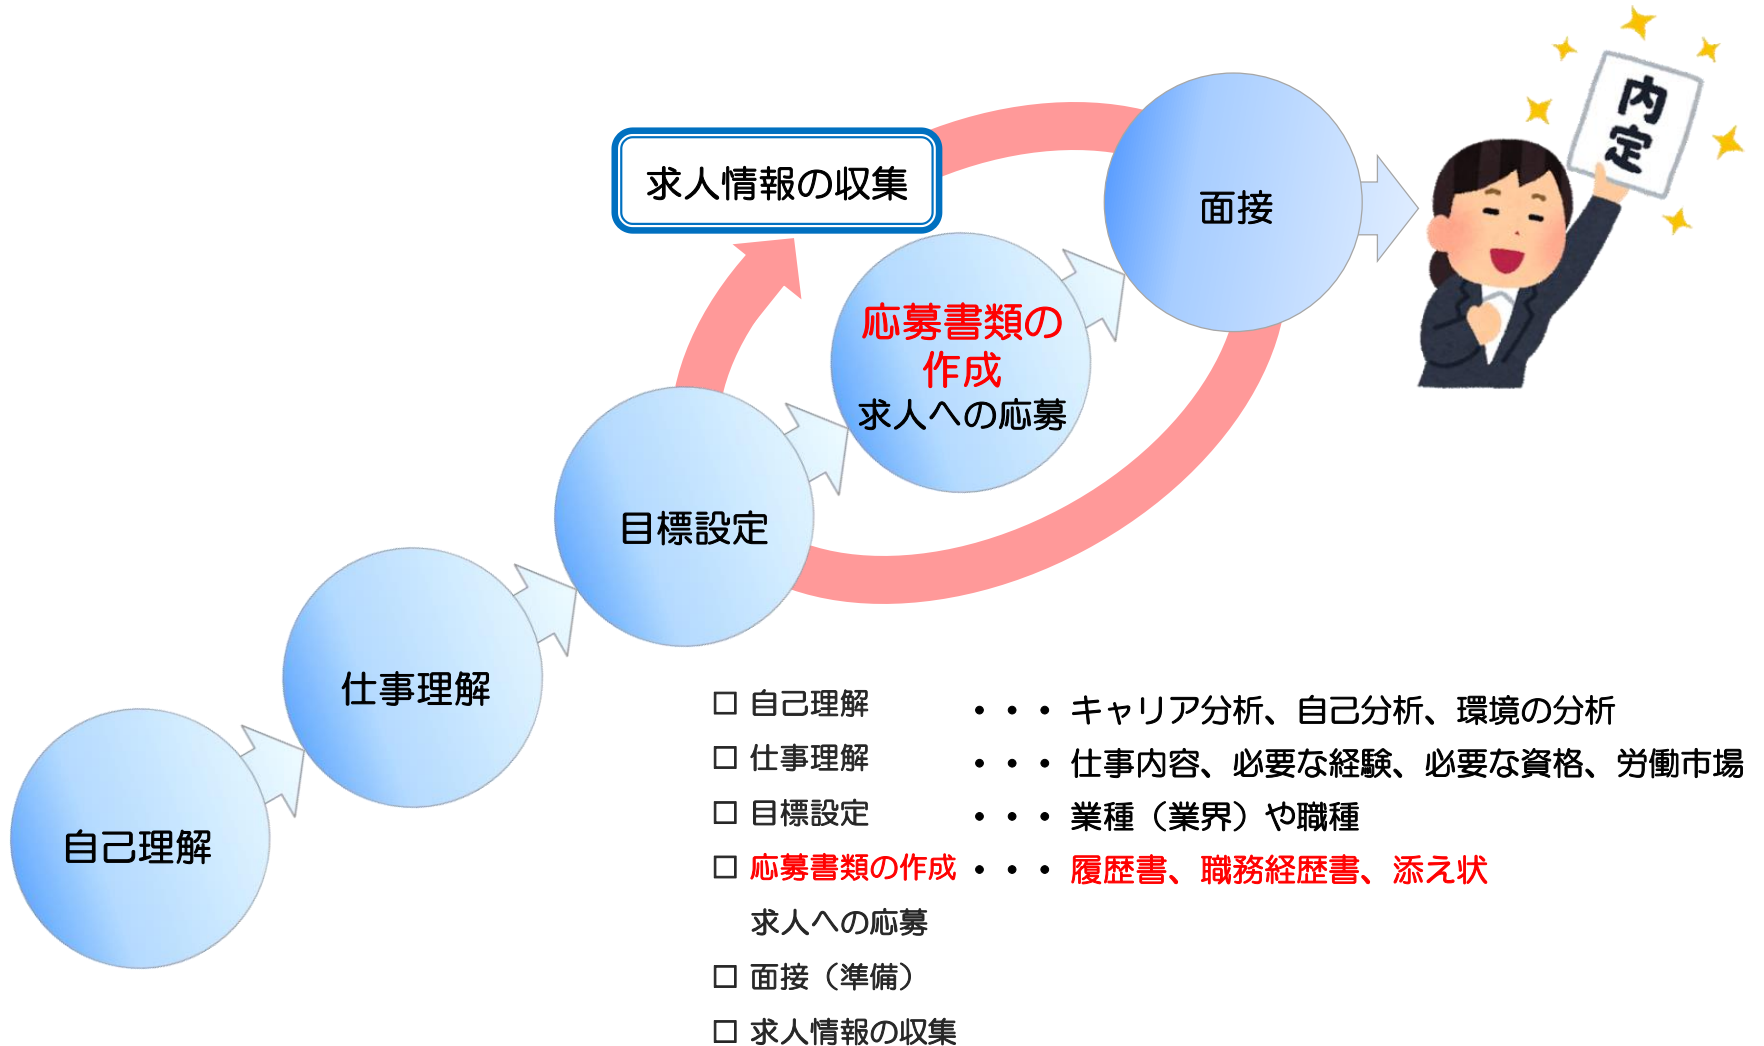 内定
求人情報の収集
面接
応募書類の
作成
求人への応募
目標設定
仕事理解
自己理解
□ 自己理解 ・・・ キャリア分析、自己分析、環境の分析
□ 仕事理解 ・・・ 仕事内容、必要な経験、必要な資格、労働市場
□ 目標設定 ・・・ 業種（業界）や職種
□ 応募書類の作成 ・・・ 履歴書、職務経歴書、添え状
求人への応募
□ 面接（準備）
□ 求人情報の収集